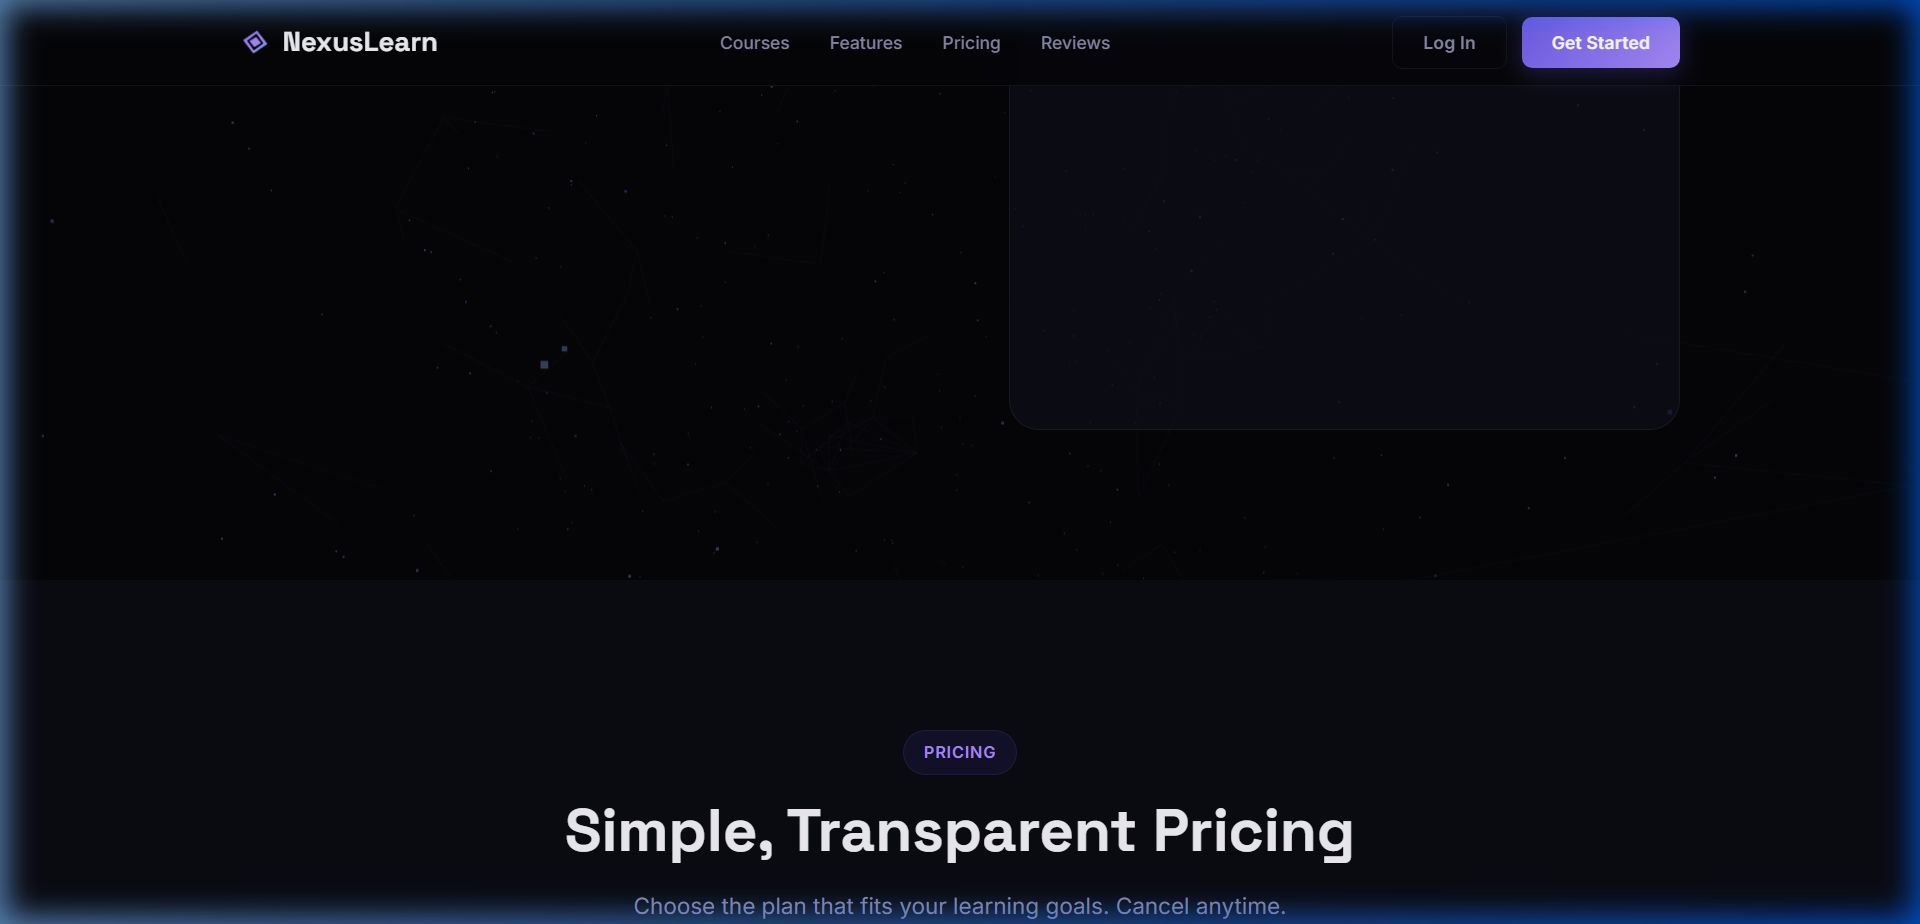 NexusLearn
Courses Features Pricing Reviews
Log In
Get Started
PRICING
Simple, Transparent Pricing
Choose the plan that fits your learning goals. Cancel anytime.